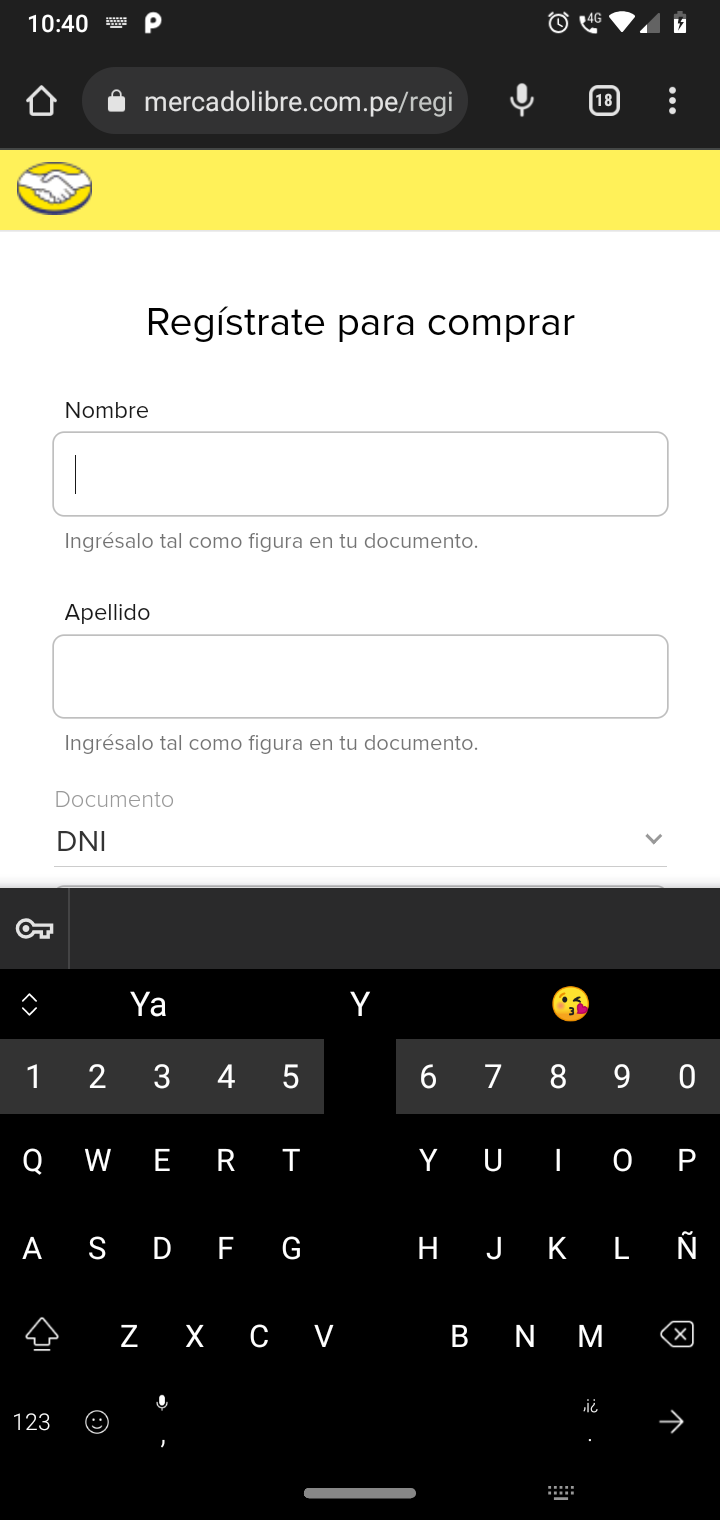 10:40
4G
mercadolibre.com.pe/regi
18
Regístrate para comprar
Nombre
Ingrésalo tal como figura en tu documento.
Apellido
Ingrésalo tal como figura en tu documento.
Documento
DNI
Ya Y 😘
1 2 3 4 5 6 7 8 9 0
Q W E R T Y U I O P
A S D F G H J K L Ñ
Z X C V B N M
,¡¿
123 , .